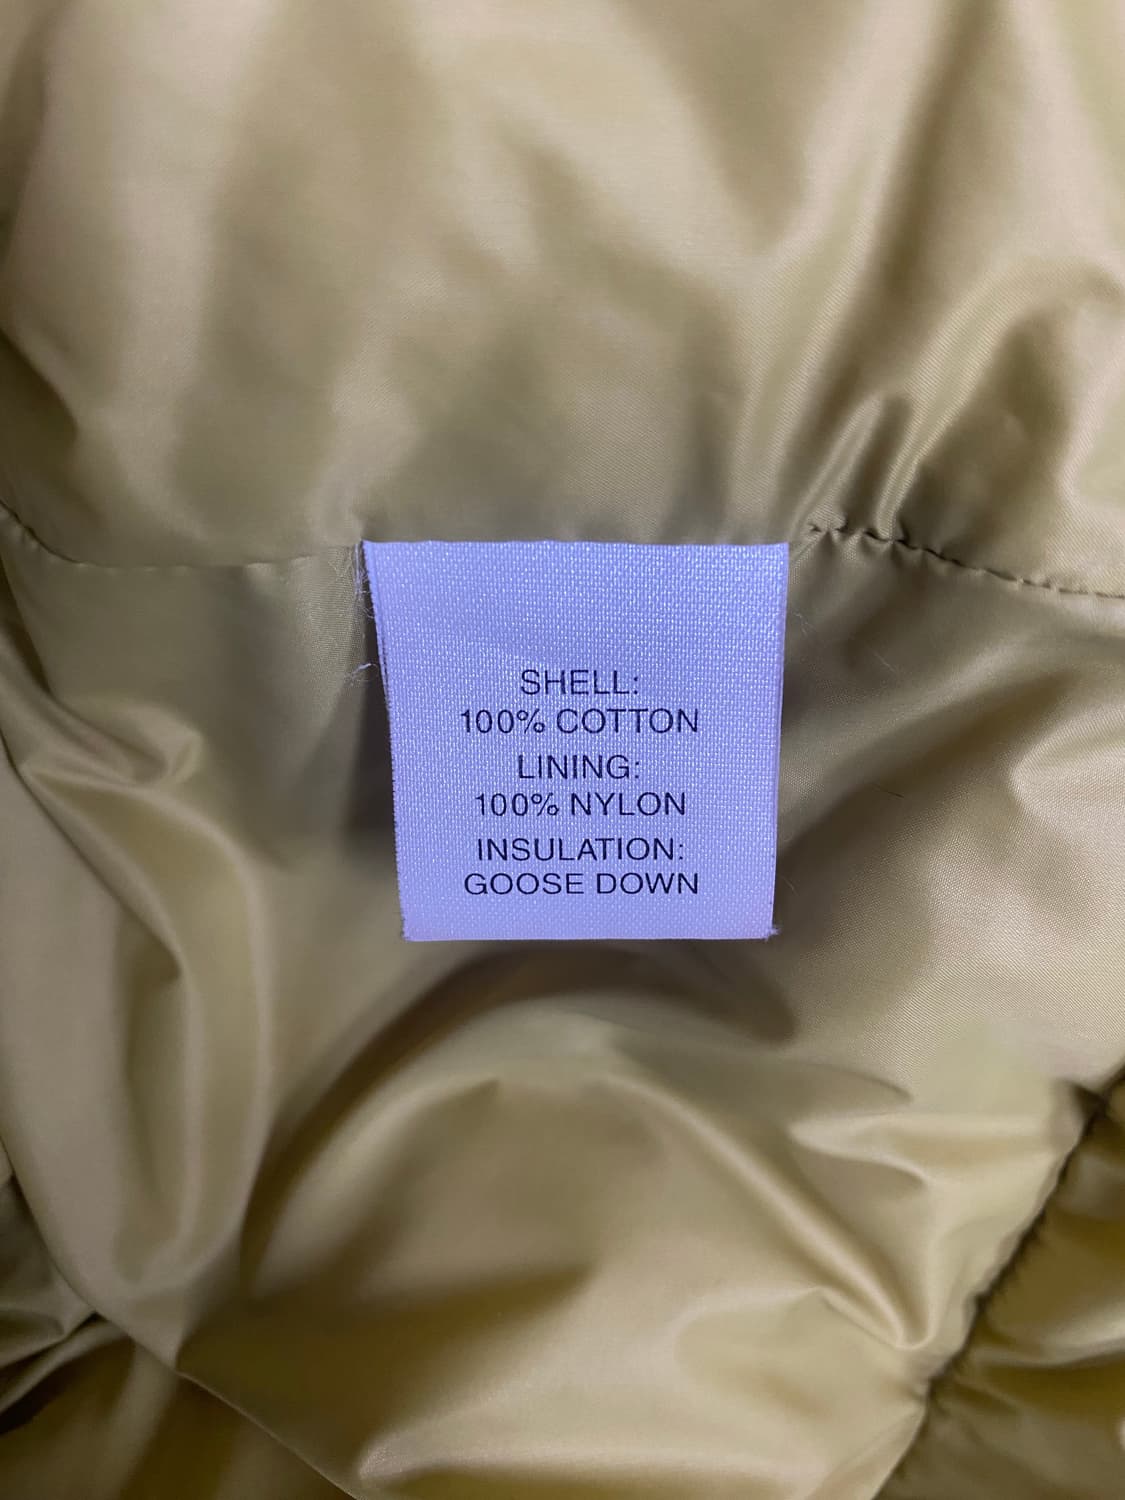 SHELL:
100% COTTON
LINING:
100% NYLON
INSULATION:
GOOSE DOWN